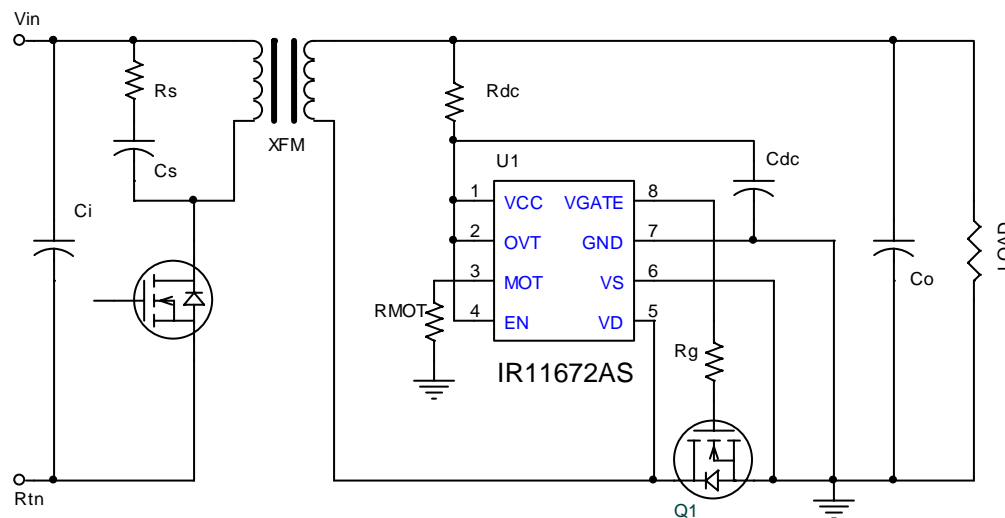 Vin
Rs
Cs
Ci
XFM
Rdc
Cdc
U1
1 VCC VGATE 8
2 OVT GND 7
3 MOT VS 6
4 EN VD 5
RMOT
IR11672AS
Rg
Q1
Co
LOAD
Rtn